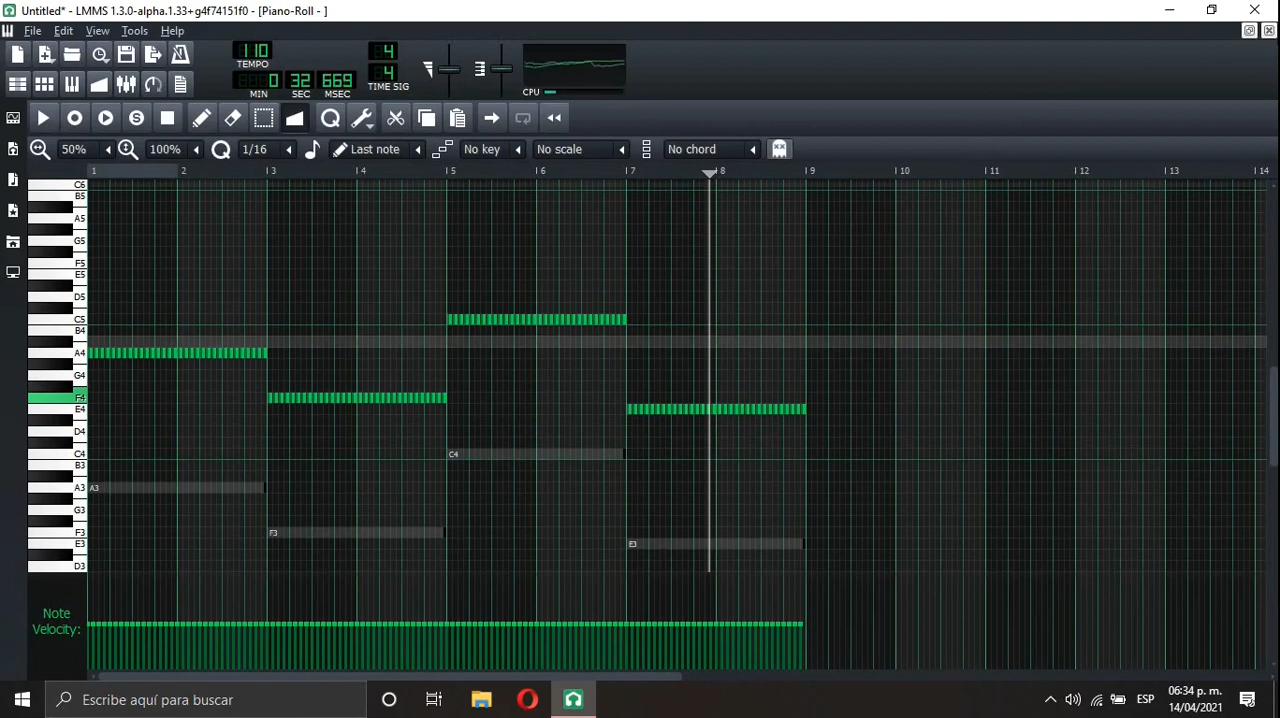 Untitled* - LMMS 1.3.0-alpha.1.33+g4f74151f0 - [Piano-Roll - ]
File Edit View Tools Help
110
TEMPO
0 32 669
MIN SEC MSEC
4
4
TIME SIG
CPU
50% 100% 1/16 Last note No key No scale No chord
1 2 3 4 5 6 7 8 9 10 11 12 13 14
C6
B5
A5
G5
F5
E5
D5
C5
B4
A4
G4
F4
E4
D4
C4
C4
B3
A3
A3
G3
F3
F3
E3
E3
D3
Note
Velocity:
Escribe aquí para buscar
ESP
06:34 p. m.
14/04/2021